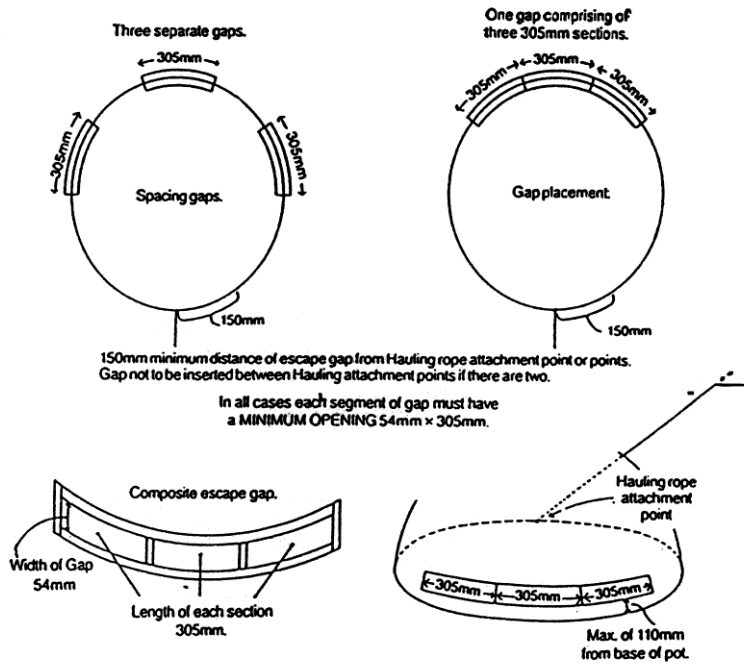 Three separate gaps.
305mm
305mm
305mm
Spacing gaps.
150mm
One gap comprising of
three 305mm sections.
305mm
305mm
305mm
Gap placement.
150mm
150mm minimum distance of escape gap from Hauling rope attachment point or points.
Gap not to be inserted between Hauling attachment points if there are two.
In all cases each segment of gap must have
a MINIMUM OPENING 54mm × 305mm.
Composite escape gap.
Width of Gap
54mm
Length of each section
305mm.
Hauling rope
attachment
point
305mm
305mm
305mm
Max. of 110mm
from base of pot.